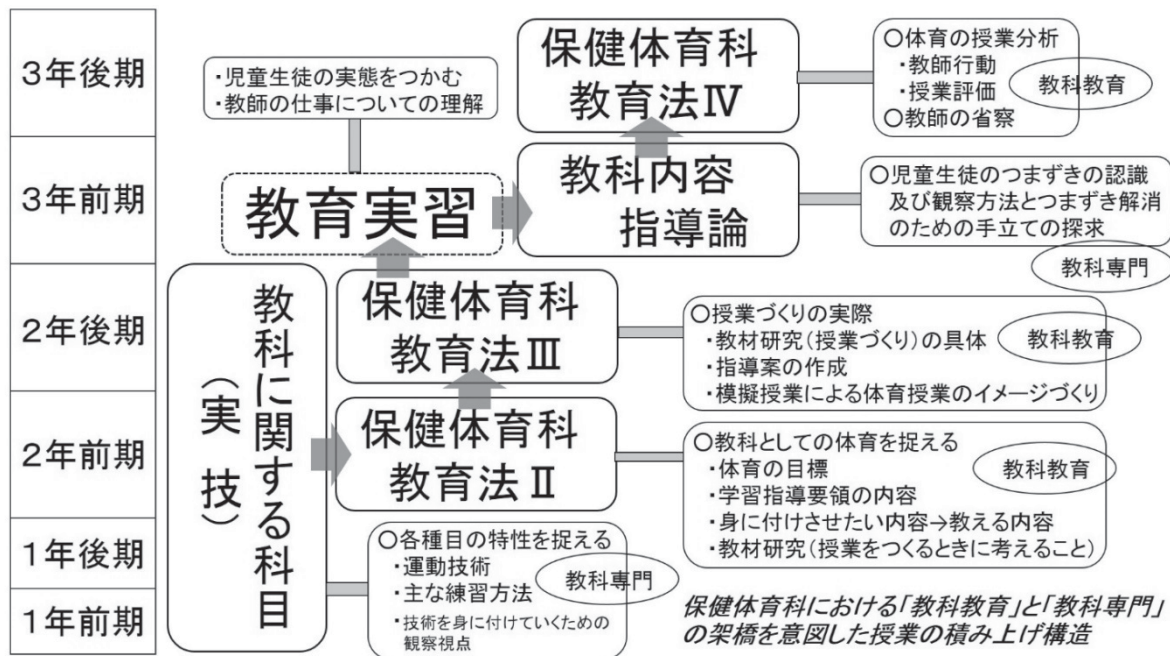 3年後期
3年前期
2年後期
2年前期
1年後期
1年前期
・児童生徒の実態をつかむ
・教師の仕事についての理解
教育実習
保健体育科
教育法Ⅳ
教科内容
指導論
○体育の授業分析
・教師行動
・授業評価
○教師の省察
教科教育
○児童生徒のつまずきの認識
及び観察方法とつまずき解消
のための手立ての探求
教科専門
教科に関する科目
（実 技）
保健体育科
教育法Ⅲ
○授業づくりの実際
・教材研究（授業づくり）の具体
・指導案の作成
・模擬授業による体育授業のイメージづくり
教科教育
保健体育科
教育法Ⅱ
○教科としての体育を捉える
・体育の目標
・学習指導要領の内容
・身に付けさせたい内容→教える内容
・教材研究（授業をつくるときに考えること）
教科教育
○各種目の特性を捉える
・運動技術
・主な練習方法
・技術を身に付けていくための
観察視点
教科専門
保健体育科における「教科教育」と「教科専門」
の架橋を意図した授業の積み上げ構造